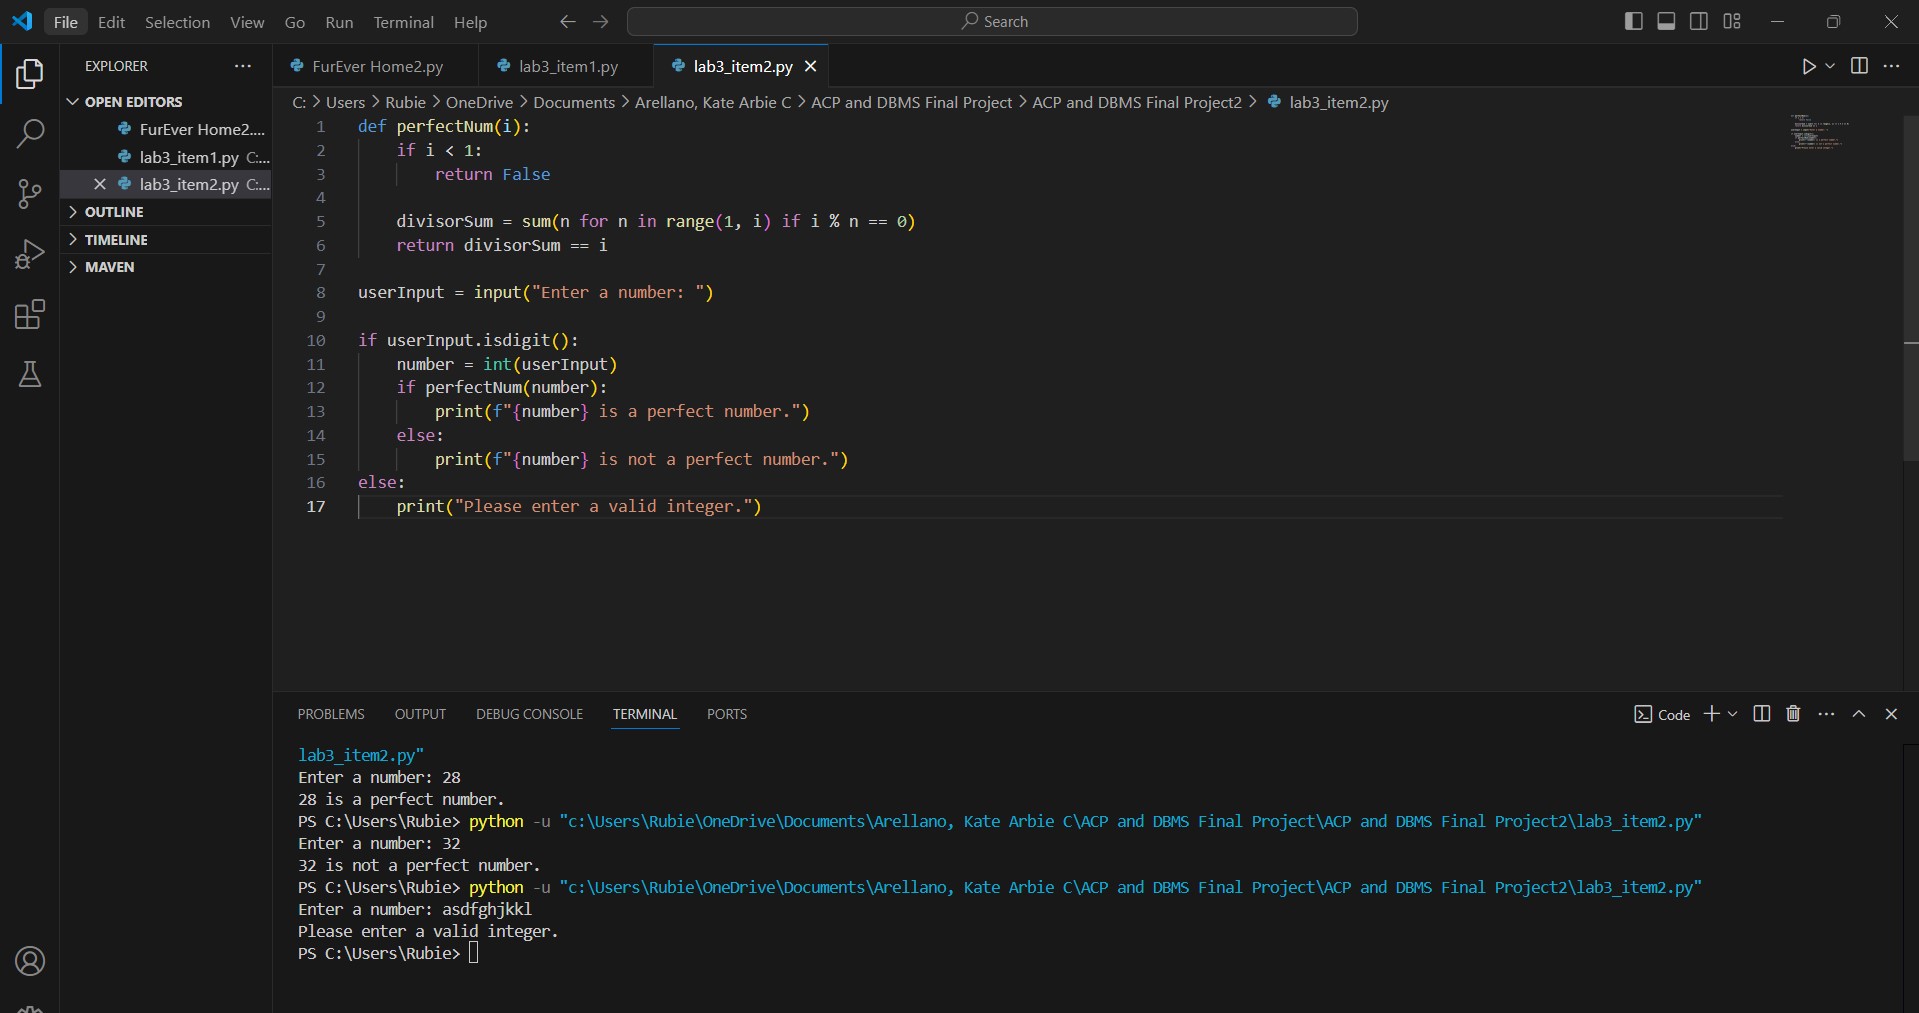 File Edit Selection View Go Run Terminal Help
Search
EXPLORER
OPEN EDITORS
FurEver Home2....
lab3_item1.py C:...
lab3_item2.py C:...
OUTLINE
TIMELINE
MAVEN
FurEver Home2.py lab3_item1.py lab3_item2.py
C: > Users > Rubie > OneDrive > Documents > Arellano, Kate Arbie C > ACP and DBMS Final Project > ACP and DBMS Final Project2 > lab3_item2.py
1 def perfectNum(i):
2     if i < 1:
3         return False
4
5     divisorSum = sum(n for n in range(1, i) if i % n == 0)
6     return divisorSum == i
7
8 userInput = input("Enter a number: ")
9
10 if userInput.isdigit():
11     number = int(userInput)
12     if perfectNum(number):
13         print(f"{number} is a perfect number.")
14     else:
15         print(f"{number} is not a perfect number.")
16 else:
17     print("Please enter a valid integer.")
PROBLEMS OUTPUT DEBUG CONSOLE TERMINAL PORTS
Code
lab3_item2.py"
Enter a number: 28
28 is a perfect number.
PS C:\Users\Rubie> python -u "c:\Users\Rubie\OneDrive\Documents\Arellano, Kate Arbie C\ACP and DBMS Final Project\ACP and DBMS Final Project2\lab3_item2.py"
Enter a number: 32
32 is not a perfect number.
PS C:\Users\Rubie> python -u "c:\Users\Rubie\OneDrive\Documents\Arellano, Kate Arbie C\ACP and DBMS Final Project\ACP and DBMS Final Project2\lab3_item2.py"
Enter a number: asdfghjkkl
Please enter a valid integer.
PS C:\Users\Rubie>